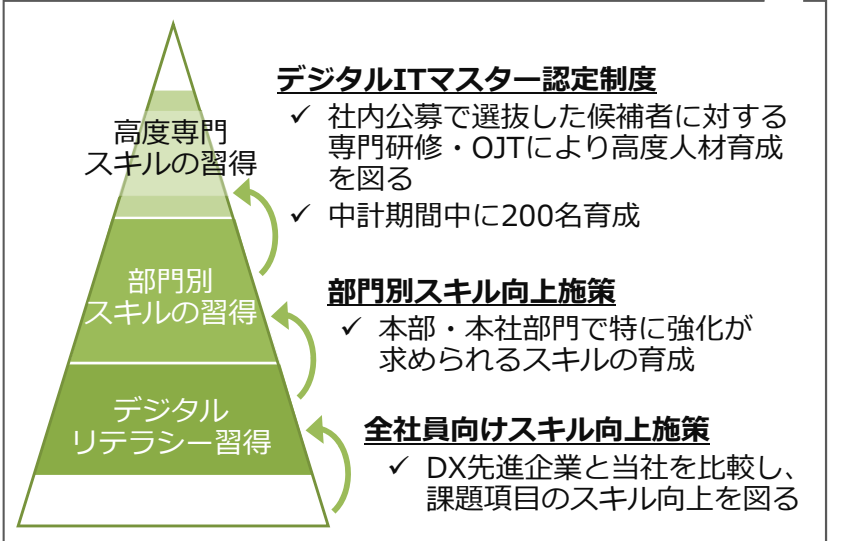 デジタルITマスター認定制度
✓ 社内公募で選抜した候補者に対する
専門研修・OJTにより高度人材育成
を図る
✓ 中計期間中に200名育成
高度専門
スキルの習得
部門別スキル向上施策
✓ 本部・本社部門で特に強化が
求められるスキルの育成
部門別
スキルの習得
全社員向けスキル向上施策
✓ DX先進企業と当社を比較し、
課題項目のスキル向上を図る
デジタル
リテラシー習得